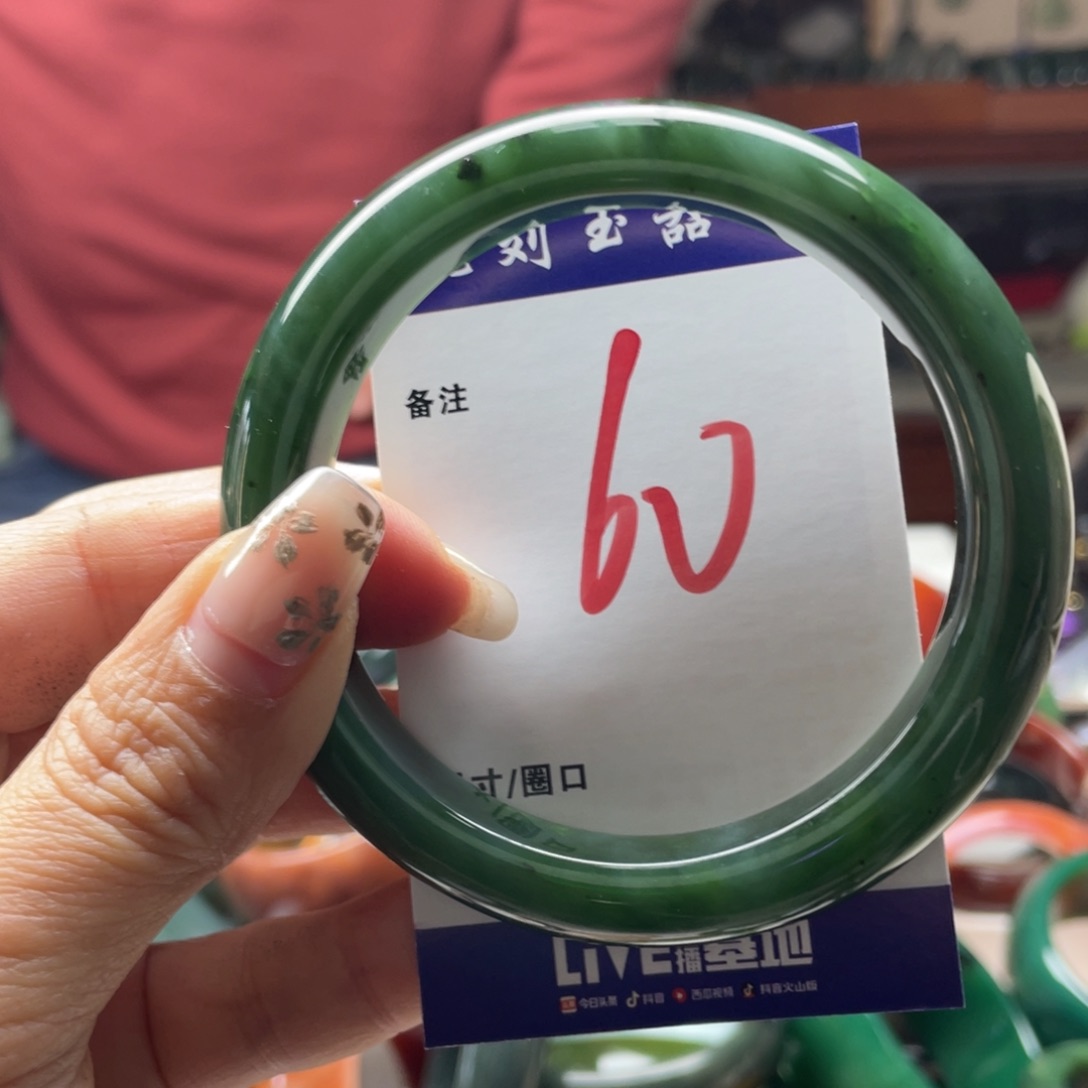 刘玉話
备注
60
寸/圈口
LIVE播基地
今日头条 抖音 西瓜视频 抖音火山版